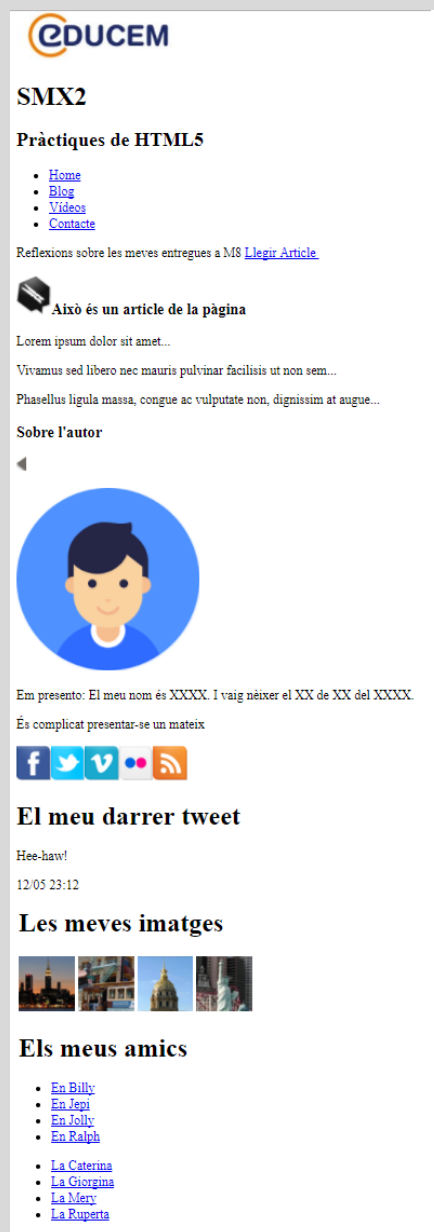 eDUCEM
SMX2
Pràctiques de HTML5
Home
Blog
Vídeos
Contacte
Reflexions sobre les meves entregues a M8 Llegir Article
Això és un article de la pàgina
Lorem ipsum dolor sit amet...
Vivamus sed libero nec mauris pulvinar facilisis ut non sem...
Phasellus ligula massa, congue ac vulputate non, dignissim at augue...
Sobre l'autor
Em presento: El meu nom és XXXX. I vaig nèixer el XX de XX del XXXX.
És complicat presentar-se un mateix
El meu darrer tweet
Hee-haw!
12/05 23:12
Les meves imatges
Els meus amics
En Billy
En Jepi
En Jolly
En Ralph
La Caterina
La Giorgina
La Mery
La Ruperta